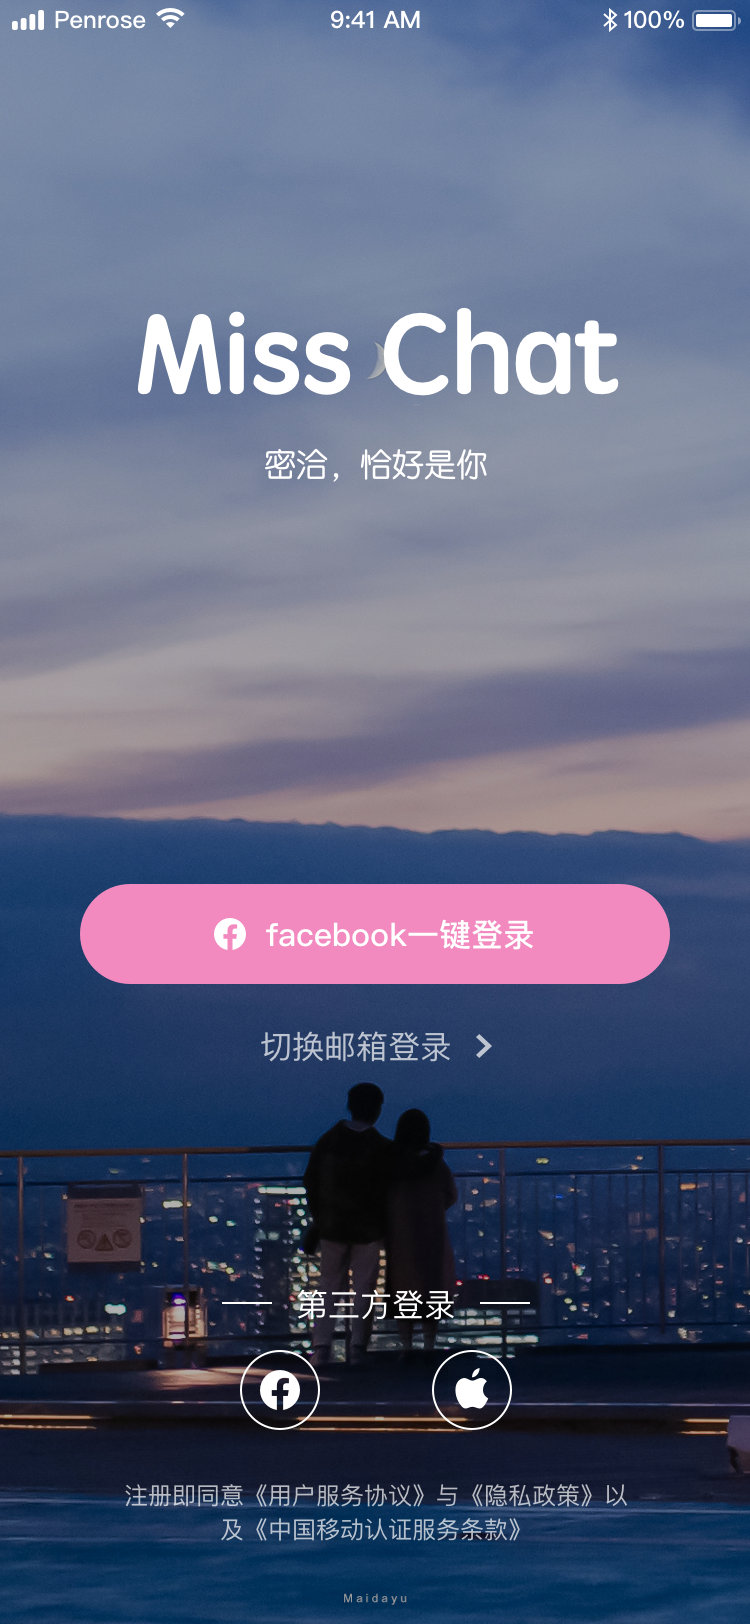 Penrose 9:41 AM 100%
Miss Chat
密洽，恰好是你
facebook一键登录
切换邮箱登录
第三方登录
注册即同意《用户服务协议》与《隐私政策》以
及《中国移动认证服务条款》
Maidayu